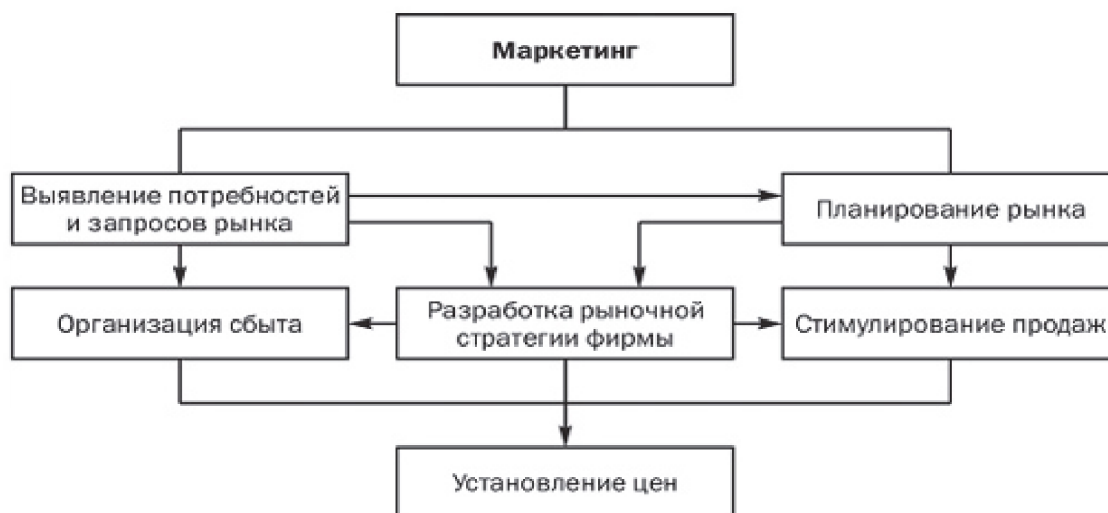 Маркетинг
Выявление потребностей
и запросов рынка
Планирование рынка
Организация сбыта
Разработка рыночной
стратегии фирмы
Стимулирование продаж
Установление цен